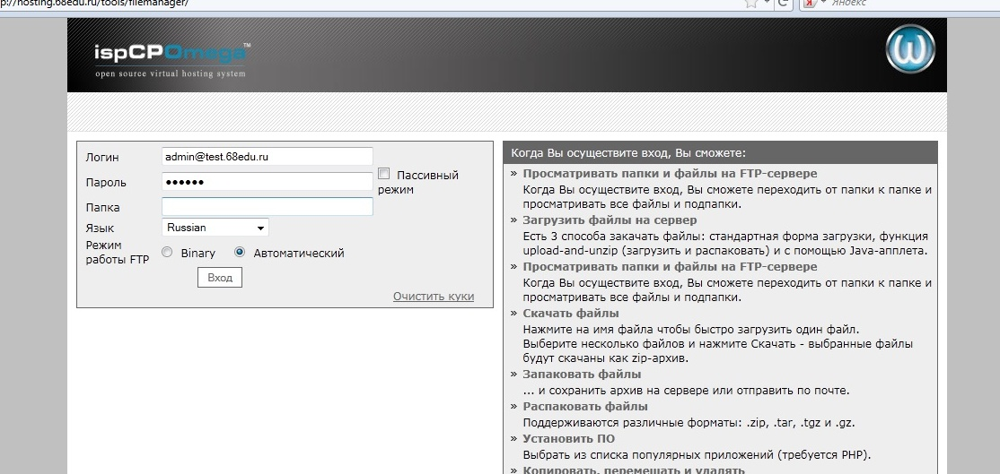 p://hosting.68edu.ru/tools/filemanager/
Яндекс
ispCP Omega™
open source virtual hosting system
Логин
admin@test.68edu.ru
Пароль
●●●●●●
Пассивный
режим
Папка
Язык
Russian
Режим
работы FTP
Binary
Автоматический
Вход
Очистить куки
Когда Вы осуществите вход, Вы сможете:
» Просматривать папки и файлы на FTP-сервере
Когда Вы осуществите вход, Вы сможете переходить от папки к папке и
просматривать все файлы и подпапки.
» Загрузить файлы на сервер
Есть 3 способа закачать файлы: стандартная форма загрузки, функция
upload-and-unzip (загрузить и распаковать) и с помощью Java-апплета.
» Просматривать папки и файлы на FTP-сервере
Когда Вы осуществите вход, Вы сможете переходить от папки к папке и
просматривать все файлы и подпапки.
» Скачать файлы
Нажмите на имя файла чтобы быстро загрузить один файл.
Выберите несколько файлов и нажмите Скачать - выбранные файлы
будут скачаны как zip-архив.
» Запаковать файлы
... и сохранить архив на сервере или отправить по почте.
» Распаковать файлы
Поддерживаются различные форматы: .zip, .tar, .tgz и .gz.
» Установить ПО
Выбрать из списка популярных приложений (требуется PHP).
» Копировать, перемещать и удалять